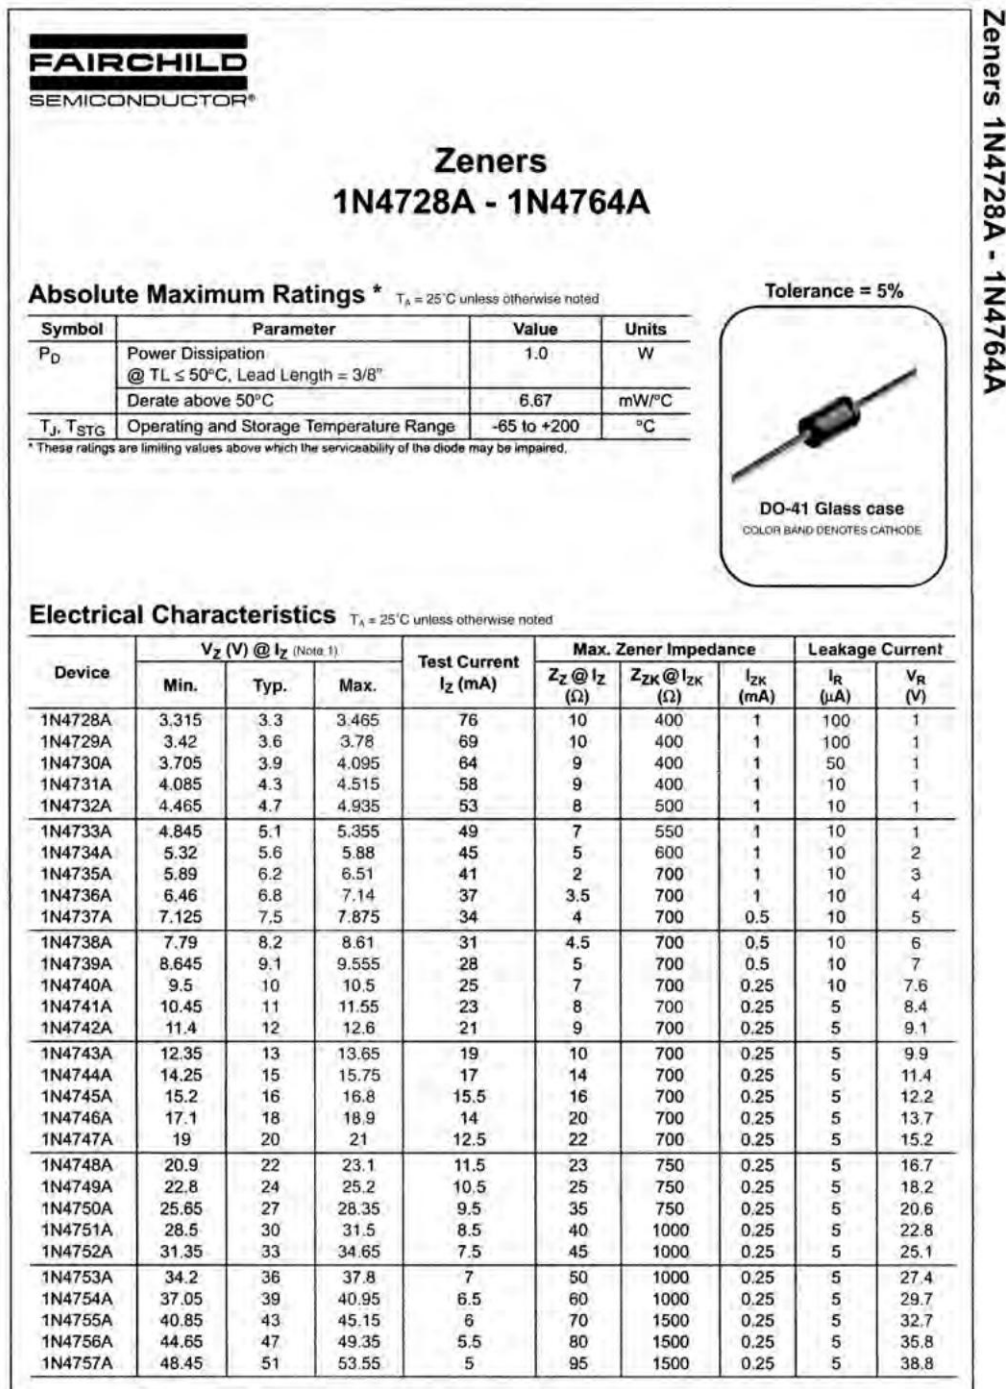 FAIRCHILD
SEMICONDUCTOR®
Zeners
1N4728A - 1N4764A
Absolute Maximum Ratings * TA = 25°C unless otherwise noted
Symbol Parameter Value Units
PD Power Dissipation 1.0 W
@ TL ≤ 50°C, Lead Length = 3/8"
Derate above 50°C 6.67 mW/°C
TJ, TSTG Operating and Storage Temperature Range -65 to +200 °C
* These ratings are limiting values above which the serviceability of the diode may be impaired.
Tolerance = 5%
DO-41 Glass case
COLOR BAND DENOTES CATHODE
Electrical Characteristics TA = 25°C unless otherwise noted
Device VZ (V) @ IZ (Note 1) Test Current IZ (mA) Max. Zener Impedance Leakage Current
Min. Typ. Max. ZZ @ IZ (Ω) ZZK @ IZK (Ω) IZK (mA) IR (μA) VR (V)
1N4728A 3.315 3.3 3.465 76 10 400 1 100 1
1N4729A 3.42 3.6 3.78 69 10 400 1 100 1
1N4730A 3.705 3.9 4.095 64 9 400 1 50 1
1N4731A 4.085 4.3 4.515 58 9 400 1 10 1
1N4732A 4.465 4.7 4.935 53 8 500 1 10 1
1N4733A 4.845 5.1 5.355 49 7 550 1 10 1
1N4734A 5.32 5.6 5.88 45 5 600 1 10 2
1N4735A 5.89 6.2 6.51 41 2 700 1 10 3
1N4736A 6.46 6.8 7.14 37 3.5 700 1 10 4
1N4737A 7.125 7.5 7.875 34 4 700 0.5 10 5
1N4738A 7.79 8.2 8.61 31 4.5 700 0.5 10 6
1N4739A 8.645 9.1 9.555 28 5 700 0.5 10 7
1N4740A 9.5 10 10.5 25 7 700 0.25 10 7.6
1N4741A 10.45 11 11.55 23 8 700 0.25 5 8.4
1N4742A 11.4 12 12.6 21 9 700 0.25 5 9.1
1N4743A 12.35 13 13.65 19 10 700 0.25 5 9.9
1N4744A 14.25 15 15.75 17 14 700 0.25 5 11.4
1N4745A 15.2 16 16.8 15.5 16 700 0.25 5 12.2
1N4746A 17.1 18 18.9 14 20 700 0.25 5 13.7
1N4747A 19 20 21 12.5 22 700 0.25 5 15.2
1N4748A 20.9 22 23.1 11.5 23 750 0.25 5 16.7
1N4749A 22.8 24 25.2 10.5 25 750 0.25 5 18.2
1N4750A 25.65 27 28.35 9.5 35 750 0.25 5 20.6
1N4751A 28.5 30 31.5 8.5 40 1000 0.25 5 22.8
1N4752A 31.35 33 34.65 7.5 45 1000 0.25 5 25.1
1N4753A 34.2 36 37.8 7 50 1000 0.25 5 27.4
1N4754A 37.05 39 40.95 6.5 60 1000 0.25 5 29.7
1N4755A 40.85 43 45.15 6 70 1500 0.25 5 32.7
1N4756A 44.65 47 49.35 5.5 80 1500 0.25 5 35.8
1N4757A 48.45 51 53.55 5 95 1500 0.25 5 38.8
Zeners 1N4728A - 1N4764A